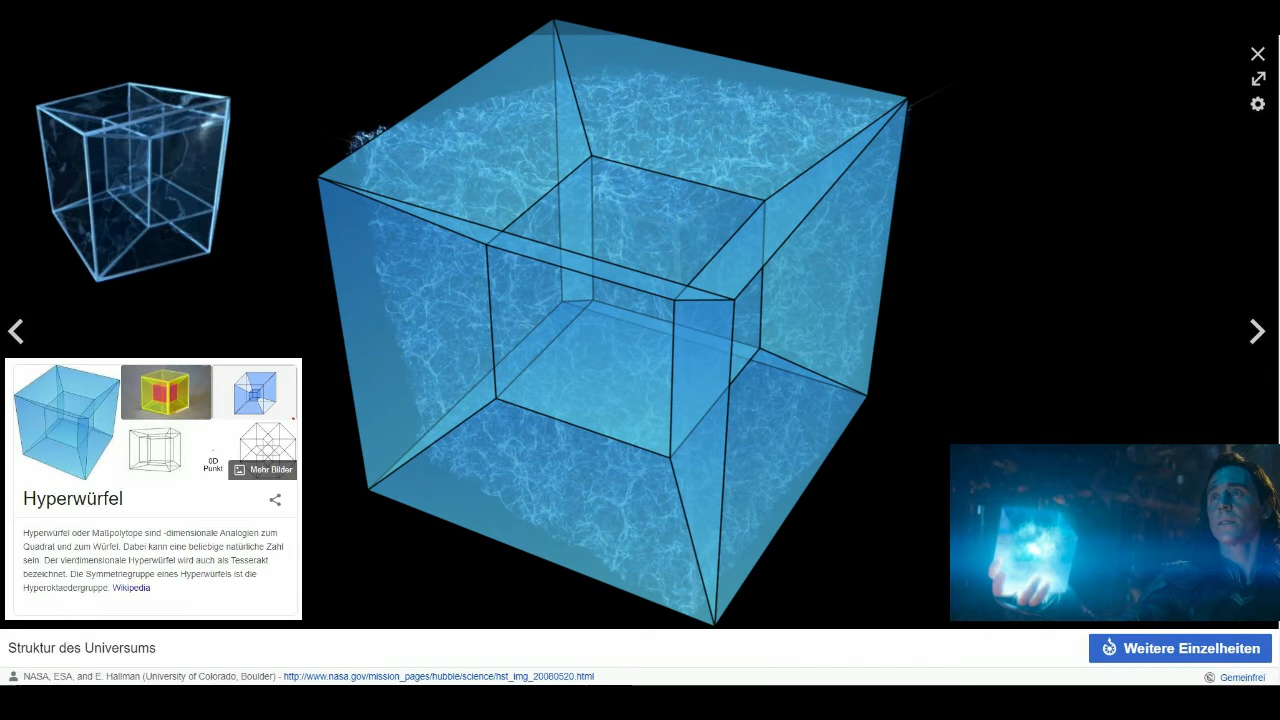 0D
Punkt
Mehr Bilder
Hyperwürfel
Hyperwürfel oder Maßpolytope sind -dimensionale Analogien zum
Quadrat und zum Würfel. Dabei kann eine beliebige natürliche Zahl
sein. Der vierdimensionale Hyperwürfel wird auch als Tesserakt
bezeichnet. Die Symmetriegruppe eines Hyperwürfels ist die
Hyperoktaedergruppe. Wikipedia
Struktur des Universums
Weitere Einzelheiten
NASA, ESA, and E. Hallman (University of Colorado, Boulder) - http://www.nasa.gov/mission_pages/hubble/science/hst_img_20080520.html
Gemeinfrei